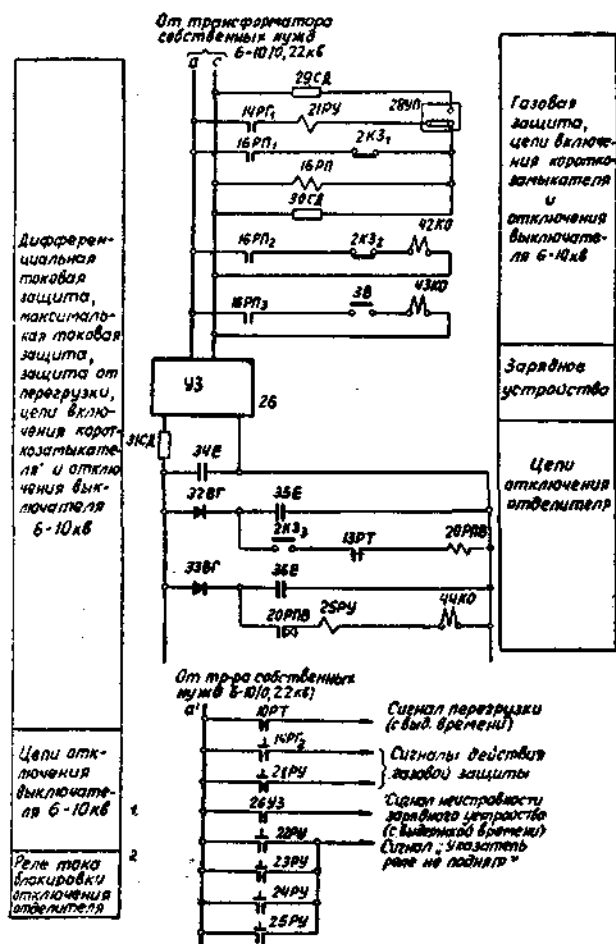 От трансформатора
собственных нужд
6-10/0,22кв
а с
29СД
14РГ1 21РУ 28УП
16РП1 2КЗ1
16РП
30СД
42КО
16РП2 2КЗ2
43КО
16РП3 3В
УЗ
26
31СД
34Е
32ВГ 35Е
2КЗ3 13РТ 20РПВ
33ВГ 36Е
20РПВ 25РУ 44КО
Дифферен-
циальная
токовая
защита,
максималь-
ная токовая
защита,
защита от
перегрузки,
цепи вклю-
чения корот-
козамыкате-
ля и отклю-
чения вык-
лючателя
6-10кв
Цепи отк-
лючения
выключате-
ля 6-10кв
Реле тока
блокировки
отключения
отделителя
Газовая
защита,
цепи включе-
ния коротко-
замыкателя
и
отключения
выключате-
ля 6-10кв
Зарядное
устройство
Цепи
отключения
отделителя
От тр-ра собственных
нужд 6-10/0,22кв)
а'
10РТ Сигнал перегрузки
(с выд. времени)
14РГ2 Сигналы действия
21РУ газовой защиты
26УЗ Сигнал неисправности
зарядного устройства
(с выдержкой времени)
22РУ Сигнал „указатель
реле не поднят"
23РУ
24РУ
25РУ
1
2